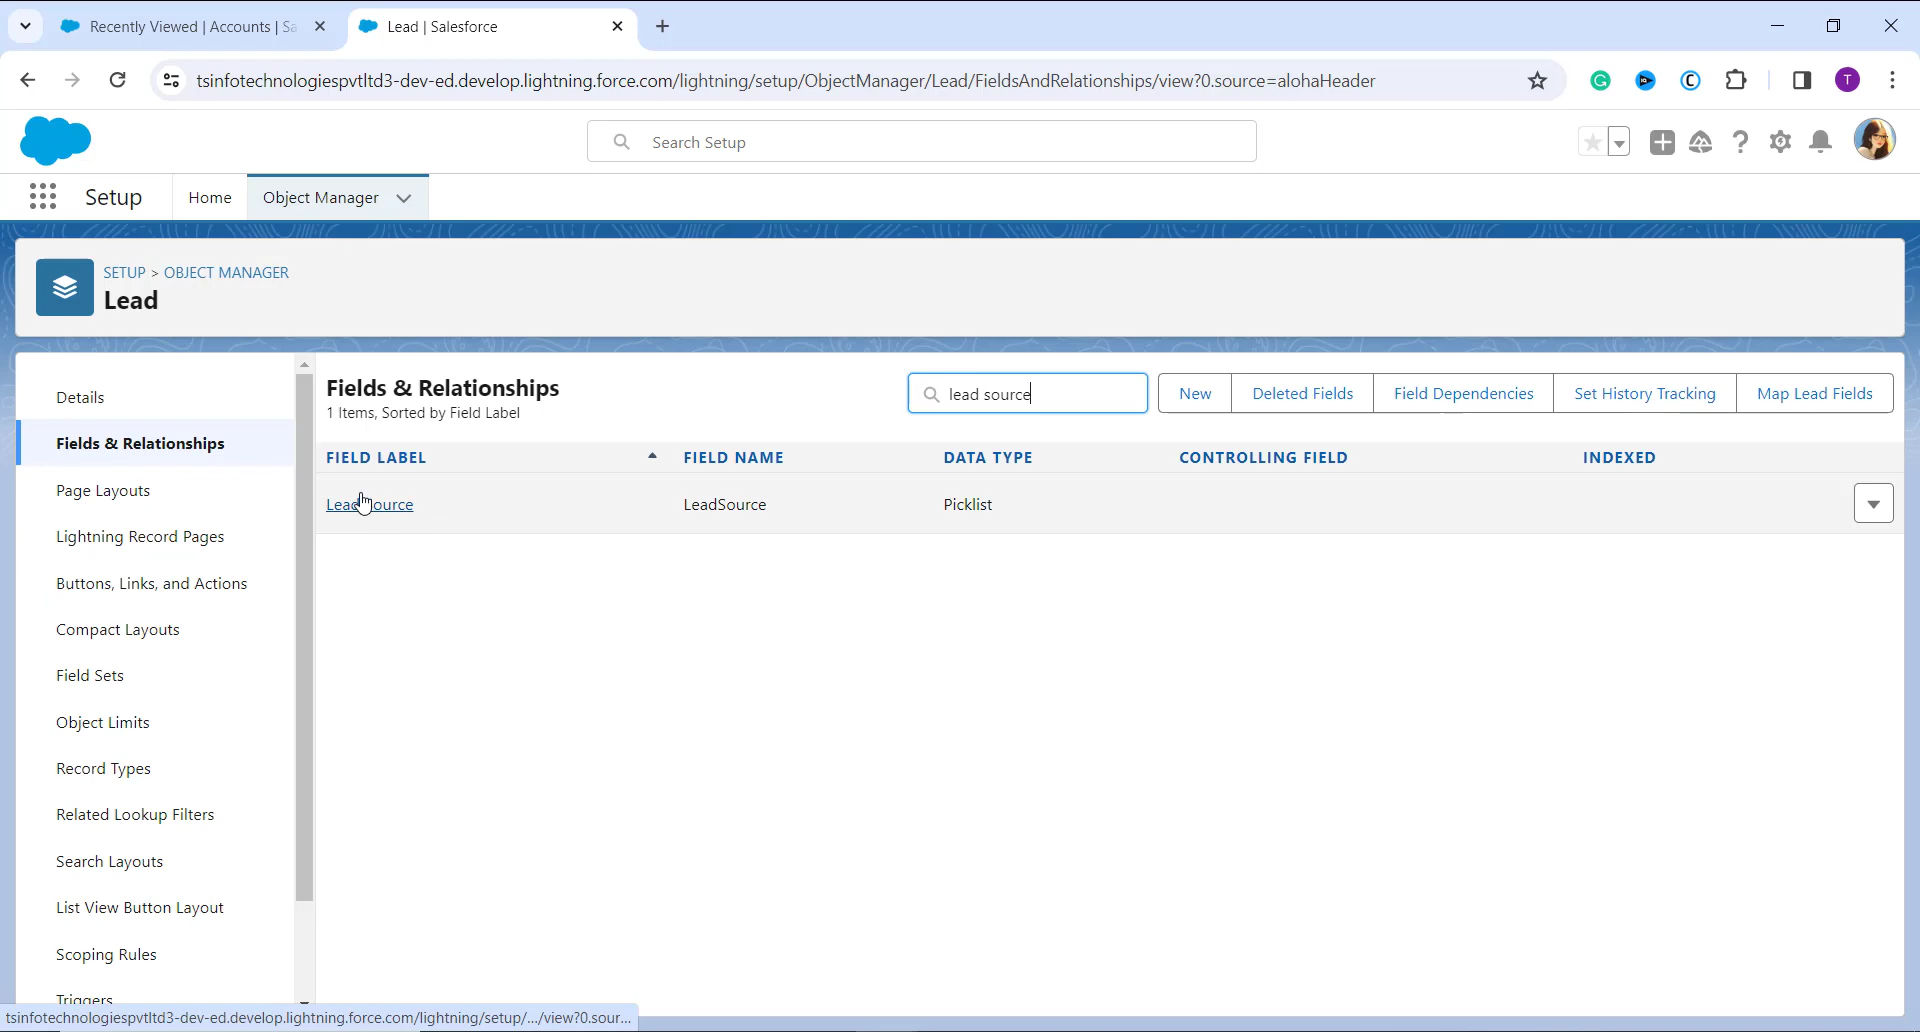 Recently Viewed | Accounts | Sa
Lead | Salesforce
tsinfotechnologiespvtltd3-dev-ed.develop.lightning.force.com/lightning/setup/ObjectManager/Lead/FieldsAndRelationships/view?0.source=alohaHeader
T
Search Setup
Setup
Home
Object Manager
SETUP > OBJECT MANAGER
Lead
Details
Fields & Relationships
Page Layouts
Lightning Record Pages
Buttons, Links, and Actions
Compact Layouts
Field Sets
Object Limits
Record Types
Related Lookup Filters
Search Layouts
List View Button Layout
Scoping Rules
Triggers
Fields & Relationships
1 Items, Sorted by Field Label
lead source
New
Deleted Fields
Field Dependencies
Set History Tracking
Map Lead Fields
FIELD LABEL FIELD NAME DATA TYPE CONTROLLING FIELD INDEXED
Lead Source LeadSource Picklist
tsinfotechnologiespvtltd3-dev-ed.develop.lightning.force.com/lightning/setup/.../view?0.sour...